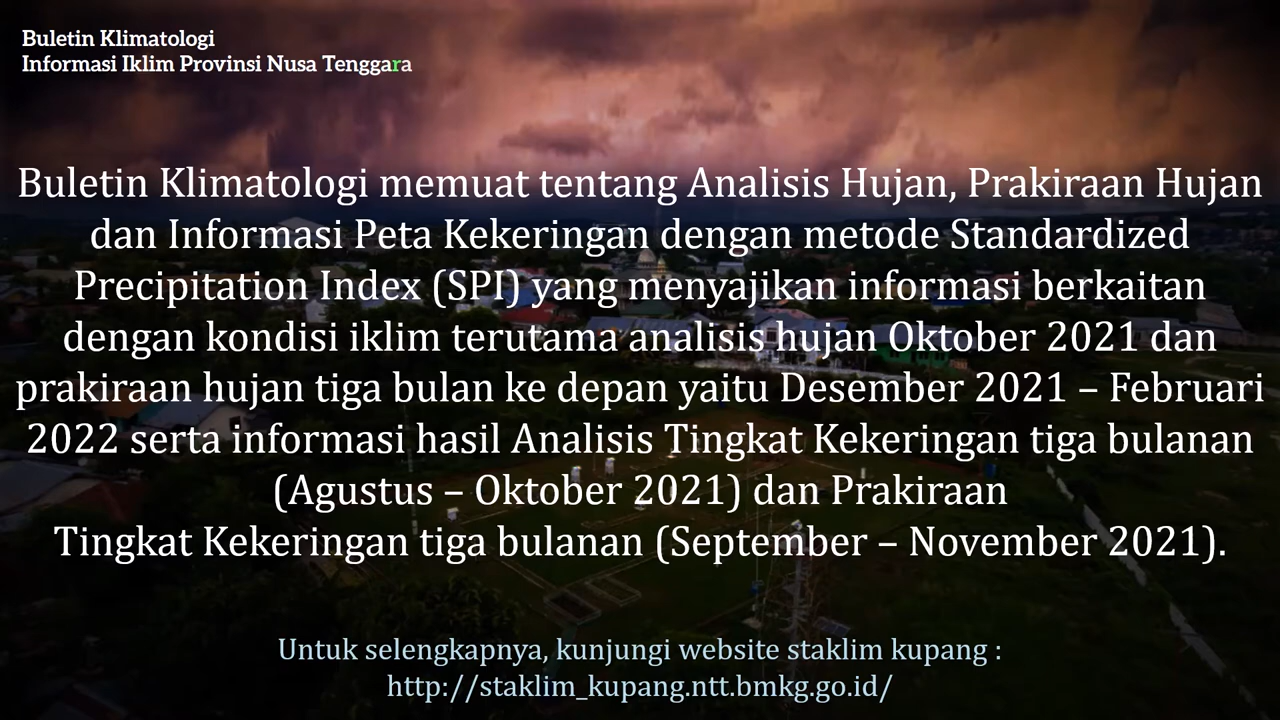 Buletin Klimatologi
Informasi Iklim Provinsi Nusa Tenggara
Buletin Klimatologi memuat tentang Analisis Hujan, Prakiraan Hujan
dan Informasi Peta Kekeringan dengan metode Standardized
Precipitation Index (SPI) yang menyajikan informasi berkaitan
dengan kondisi iklim terutama analisis hujan Oktober 2021 dan
prakiraan hujan tiga bulan ke depan yaitu Desember 2021 – Februari
2022 serta informasi hasil Analisis Tingkat Kekeringan tiga bulanan
(Agustus – Oktober 2021) dan Prakiraan
Tingkat Kekeringan tiga bulanan (September – November 2021).
Untuk selengkapnya, kunjungi website staklim kupang :
http://staklim_kupang.ntt.bmkg.go.id/